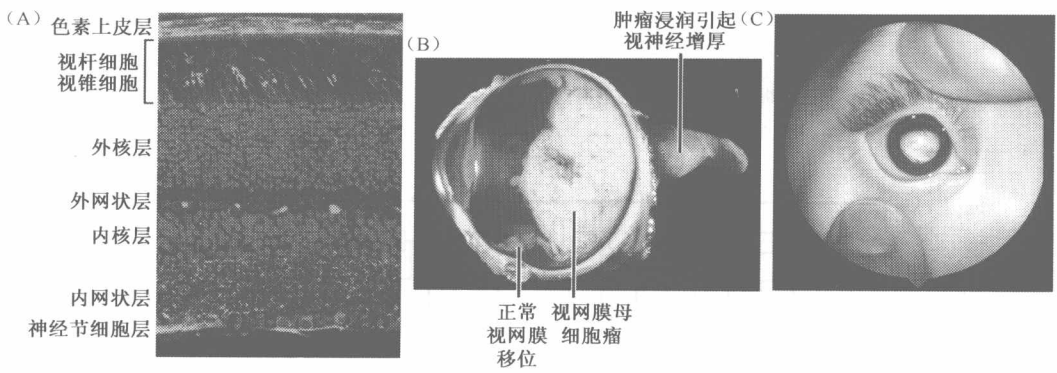 (A)
色素上皮层
视杆细胞
视锥细胞
外核层
外网状层
内核层
内网状层
神经节细胞层
(B)
肿瘤浸润引起
视神经增厚
正常
视网膜
移位
视网膜母
细胞瘤
(C)